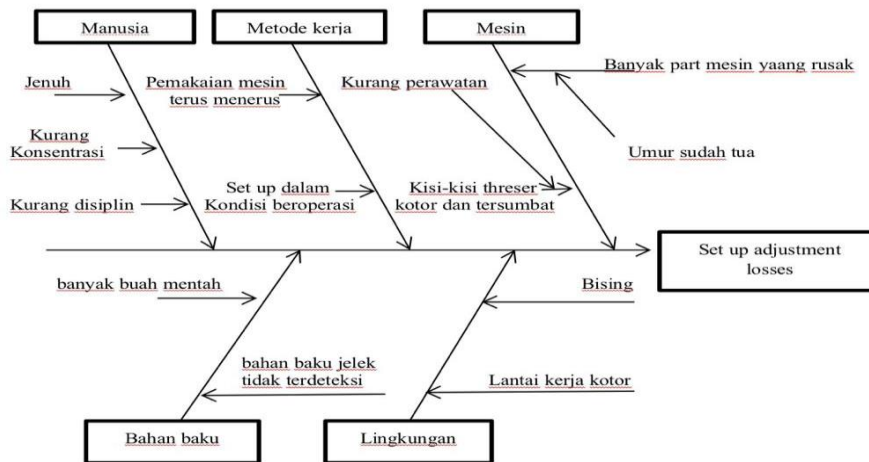 Manusia
Metode kerja
Mesin
Jenuh
Kurang
Konsentrasi
Kurang disiplin
Pemakaian mesin
terus menerus
Set up dalam
Kondisi beroperasi
Kurang perawatan
Kisi-kisi threser
kotor dan tersumbat
Banyak part mesin yaang rusak
Umur sudah tua
Set up adjustment
losses
banyak buah mentah
bahan baku jelek
tidak terdeteksi
Bising
Lantai kerja kotor
Bahan baku
Lingkungan